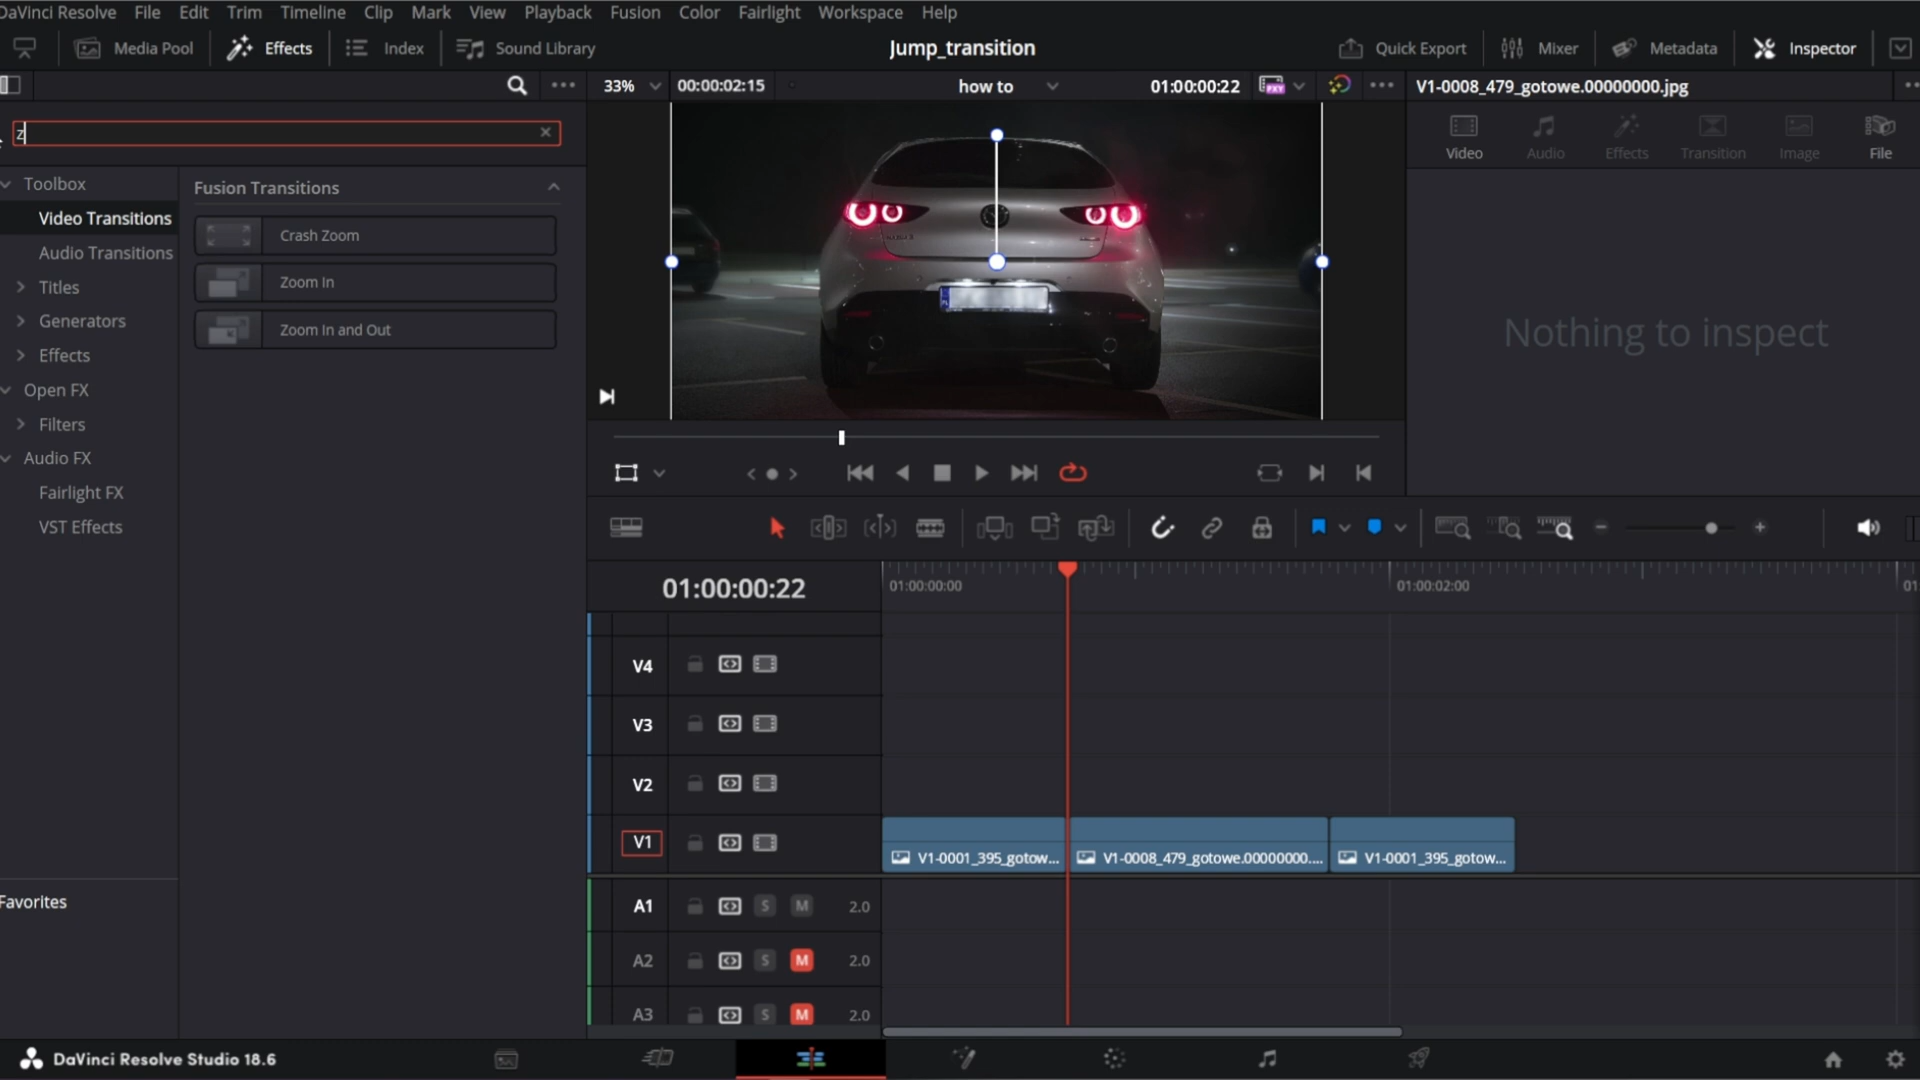 DaVinci Resolve File Edit Trim Timeline Clip Mark View Playback Fusion Color Fairlight Workspace Help
Media Pool Effects Index Sound Library Jump_transition Quick Export Mixer Metadata Inspector
33% 00:00:02:15 how to 01:00:00:22 V1-0008_479_gotowe.00000000.jpg
z
Video Audio Effects Transition Image File
Toolbox
Video Transitions
Audio Transitions
Titles
Generators
Effects
Open FX
Filters
Audio FX
Fairlight FX
VST Effects
Favorites
Fusion Transitions
Crash Zoom
Zoom In
Zoom In and Out
Nothing to inspect
01:00:00:22 01:00:00:00 01:00:02:00 01:
V4
V3
V2
V1 V1-0001_395_gotow... V1-0008_479_gotowe.00000000.... V1-0001_395_gotow...
A1 S M 2.0
A2 S M 2.0
A3 S M 2.0
DaVinci Resolve Studio 18.6